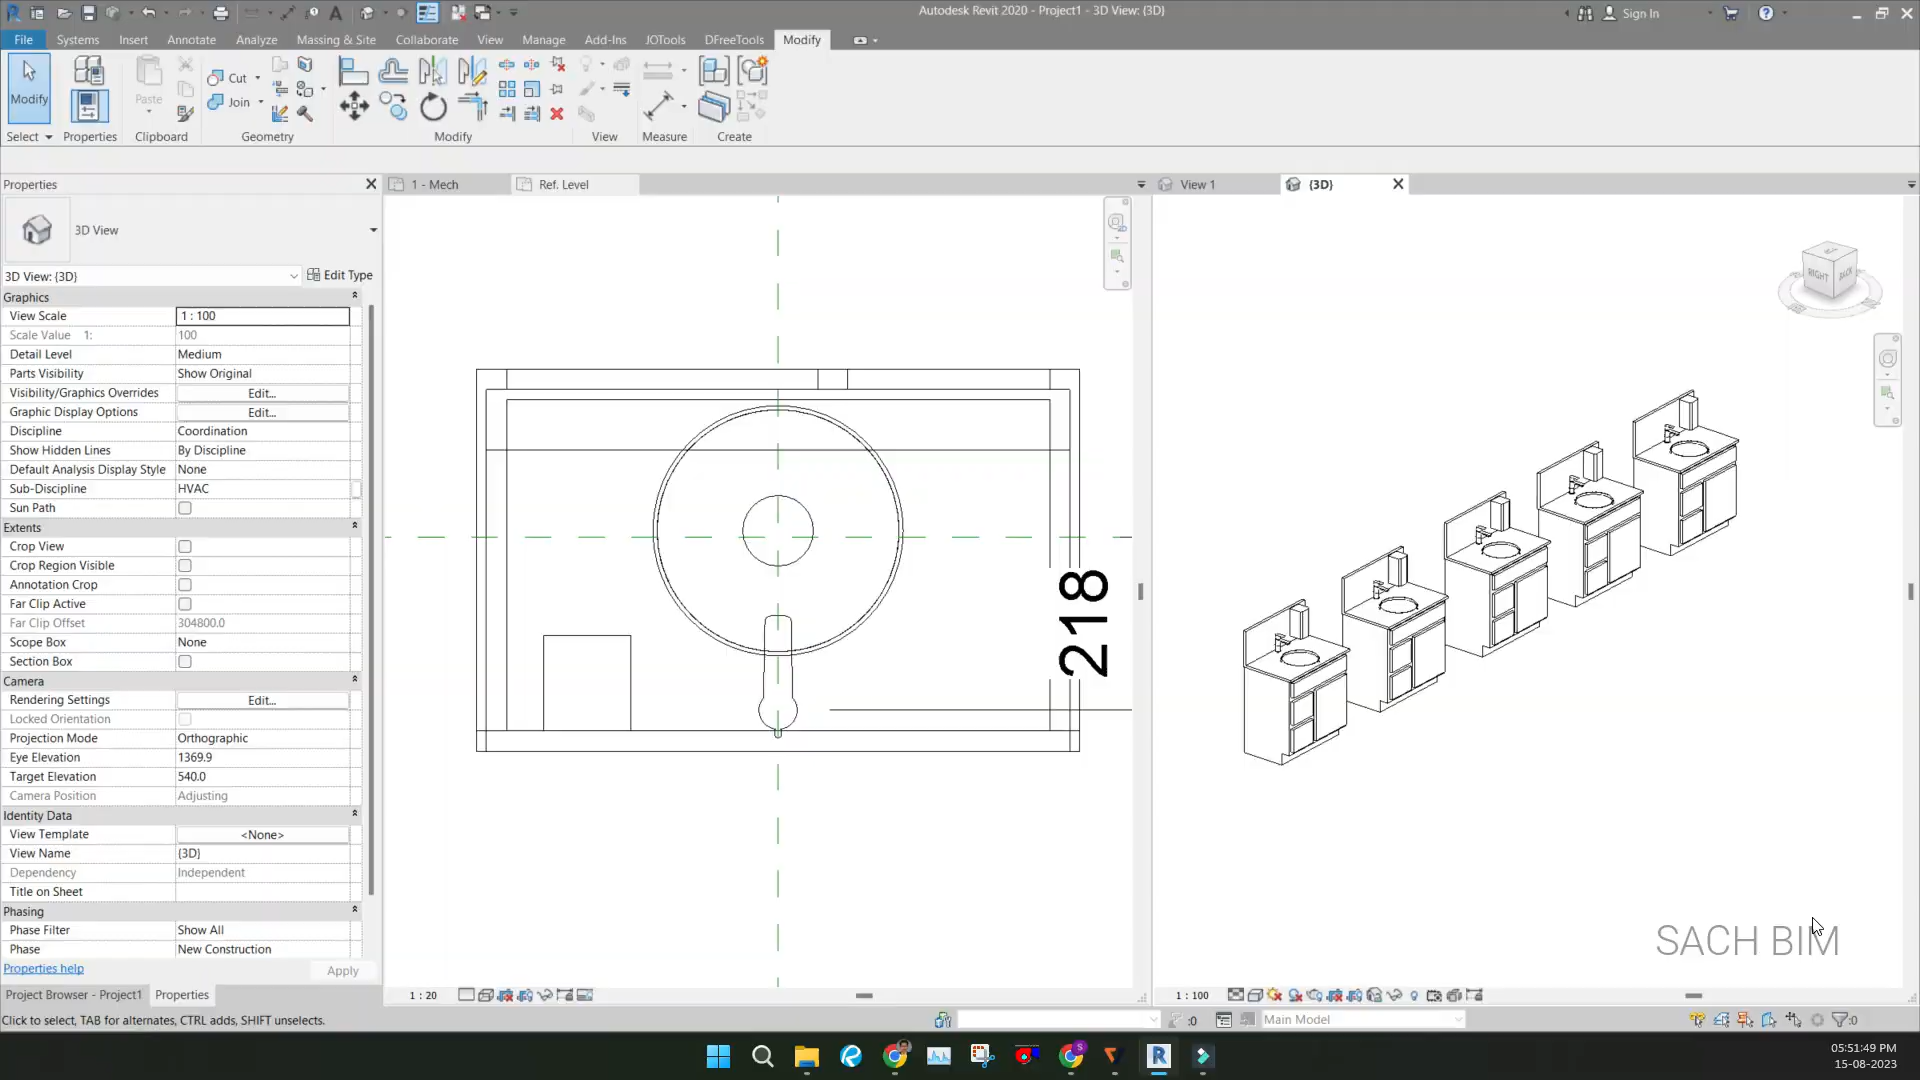 Autodesk Revit 2020 - Project1 - 3D View: {3D}
Sign In
File Systems Insert Annotate Analyze Massing & Site Collaborate View Manage Add-Ins JOTools DFreeTools Modify
Modify
Paste
Cut
Join
Select Properties Clipboard Geometry Modify View Measure Create
Properties
1 - Mech
Ref. Level
View 1
{3D}
3D View
3D View: {3D}
Edit Type
Graphics
View Scale 1 : 100
Scale Value 1: 100
Detail Level Medium
Parts Visibility Show Original
Visibility/Graphics Overrides Edit...
Graphic Display Options Edit...
Discipline Coordination
Show Hidden Lines By Discipline
Default Analysis Display Style None
Sub-Discipline HVAC
Sun Path
Extents
Crop View
Crop Region Visible
Annotation Crop
Far Clip Active
Far Clip Offset 304800.0
Scope Box None
Section Box
Camera
Rendering Settings Edit...
Locked Orientation
Projection Mode Orthographic
Eye Elevation 1369.9
Target Elevation 540.0
Camera Position Adjusting
Identity Data
View Template <None>
View Name {3D}
Dependency Independent
Title on Sheet
Phasing
Phase Filter Show All
Phase New Construction
Properties help
Apply
Project Browser - Project1
Properties
218
RIGHT
BACK
SACH BIM
1 : 20
1 : 100
Click to select, TAB for alternates, CTRL adds, SHIFT unselects.
:0
Main Model
:0
05:51:49 PM
15-08-2023